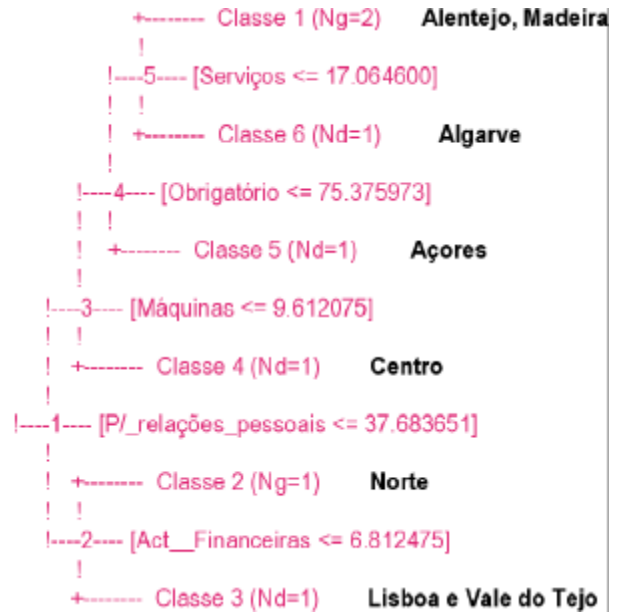 +-------- Classe 1 (Ng=2) Alentejo, Madeira
!
!----5---- [Serviços <= 17.064600]
! !
! +-------- Classe 6 (Nd=1) Algarve
!
!----4---- [Obrigatório <= 75.375973]
! !
! +-------- Classe 5 (Nd=1) Açores
!
!----3---- [Máquinas <= 9.612075]
! !
! +-------- Classe 4 (Nd=1) Centro
!
!----1---- [P/_relações_pessoais <= 37.683651]
!
! +-------- Classe 2 (Ng=1) Norte
! !
!----2---- [Act__Financeiras <= 6.812475]
!
+-------- Classe 3 (Nd=1) Lisboa e Vale do Tejo